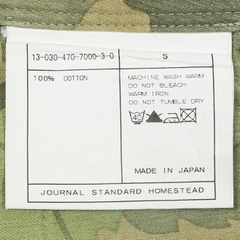 13-030-470-7000-3-0
S
100% COTTON
MACHINE WASH WARM
DO NOT BLEACH
WARM IRON
DO NOT TUMBLE DRY
40
MADE IN JAPAN
JOURNAL STANDARD HOMESTEAD